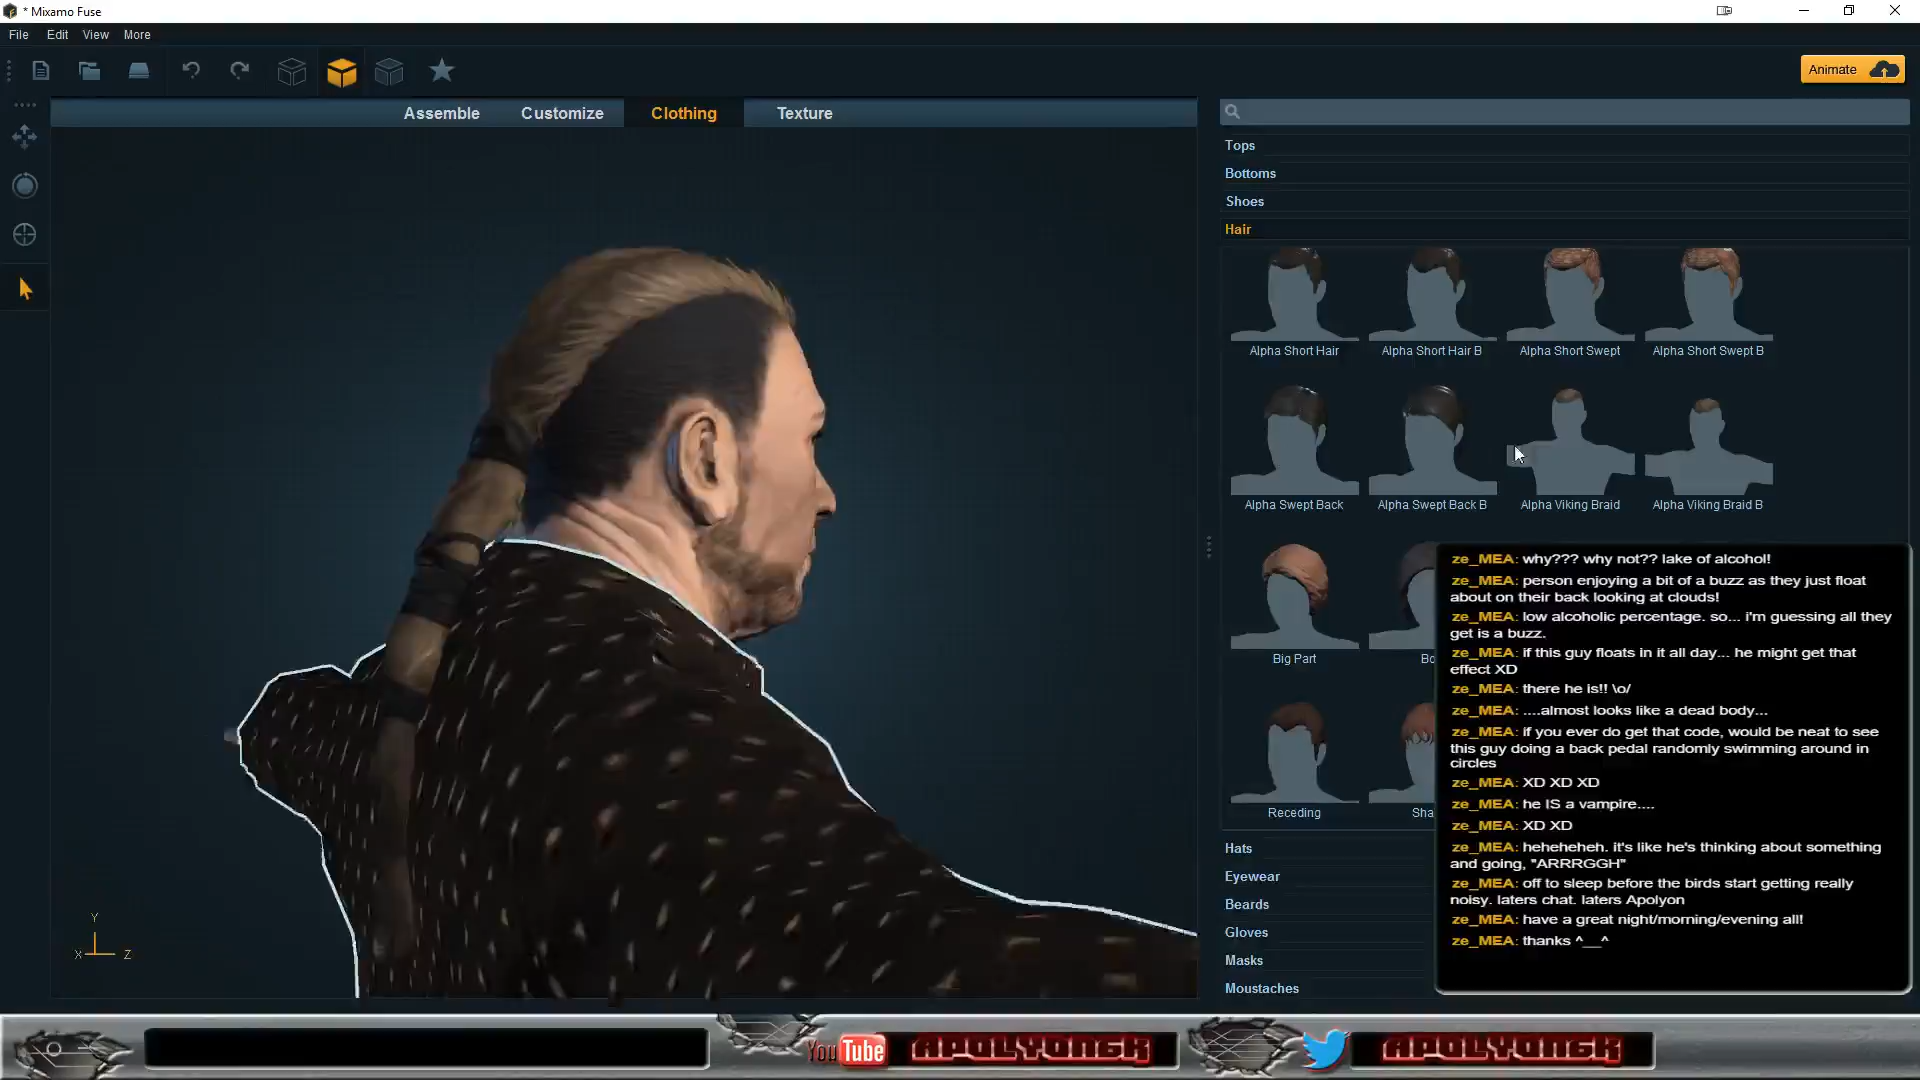 * Mixamo Fuse
File Edit View More
Animate
Assemble Customize Clothing Texture
Tops
Bottoms
Shoes
Hair
Alpha Short Hair Alpha Short Hair B Alpha Short Swept Alpha Short Swept B
Alpha Swept Back Alpha Swept Back B Alpha Viking Braid Alpha Viking Braid B
Big Part Bo
Receding Sha
Hats
Eyewear
Beards
Gloves
Masks
Moustaches
ze_MEA: why??? why not?? lake of alcohol!
ze_MEA: person enjoying a bit of a buzz as they just float
about on their back looking at clouds!
ze_MEA: low alcoholic percentage. so... i'm guessing all they
get is a buzz.
ze_MEA: if this guy floats in it all day... he might get that
effect XD
ze_MEA: there he is!! \o/
ze_MEA: ....almost looks like a dead body...
ze_MEA: if you ever do get that code, would be neat to see
this guy doing a back pedal randomly swimming around in
circles
ze_MEA: XD XD XD
ze_MEA: he IS a vampire....
ze_MEA: XD XD
ze_MEA: heheheheh. it's like he's thinking about something
and going, "ARRRGGH"
ze_MEA: off to sleep before the birds start getting really
noisy. laters chat. laters Apolyon
ze_MEA: have a great night/morning/evening all!
ze_MEA: thanks ^__^
Y
X Z
YouTube APOLYON6K APOLYON6K